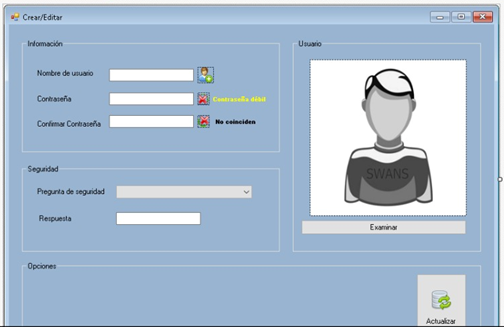 Crear/Editar
Información
Nombre de usuario
Contraseña
Contraseña débil
Confirmar Contraseña
No coinciden
Seguridad
Pregunta de seguridad
Respuesta
Usuario
SWANS
Examinar
Opciones
Actualizar